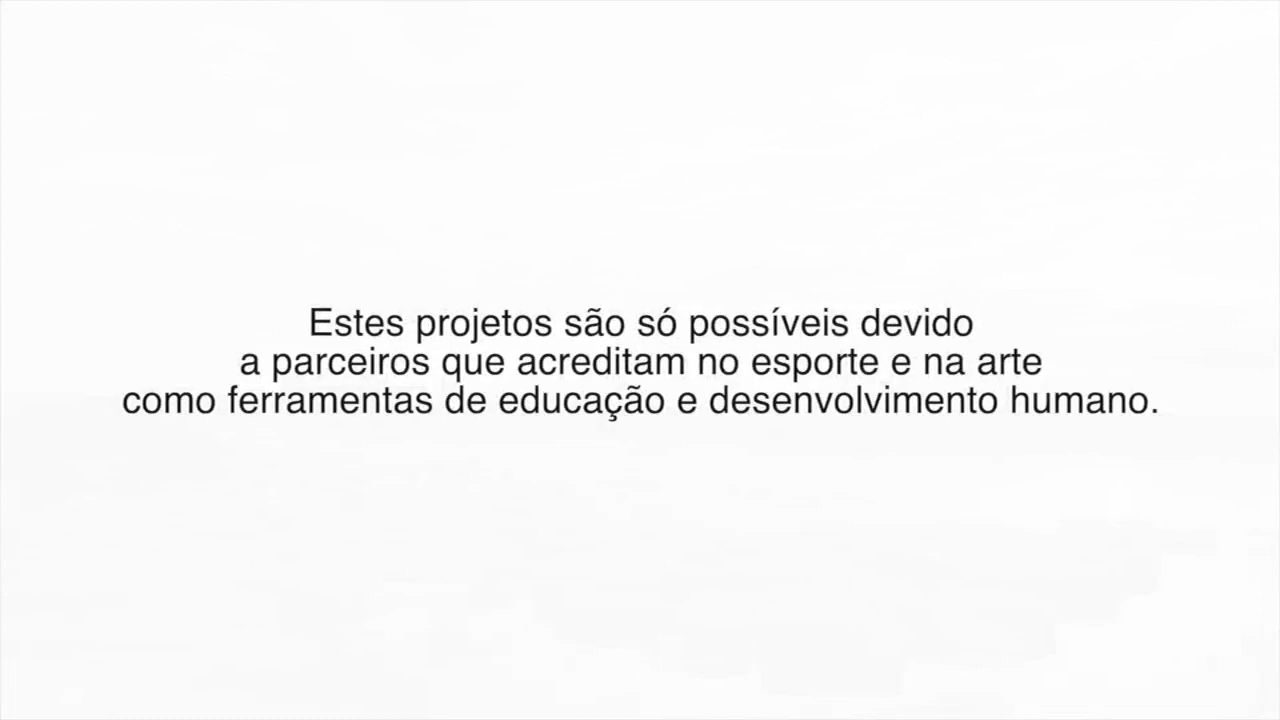 Estes projetos são só possíveis devido
a parceiros que acreditam no esporte e na arte
como ferramentas de educação e desenvolvimento humano.